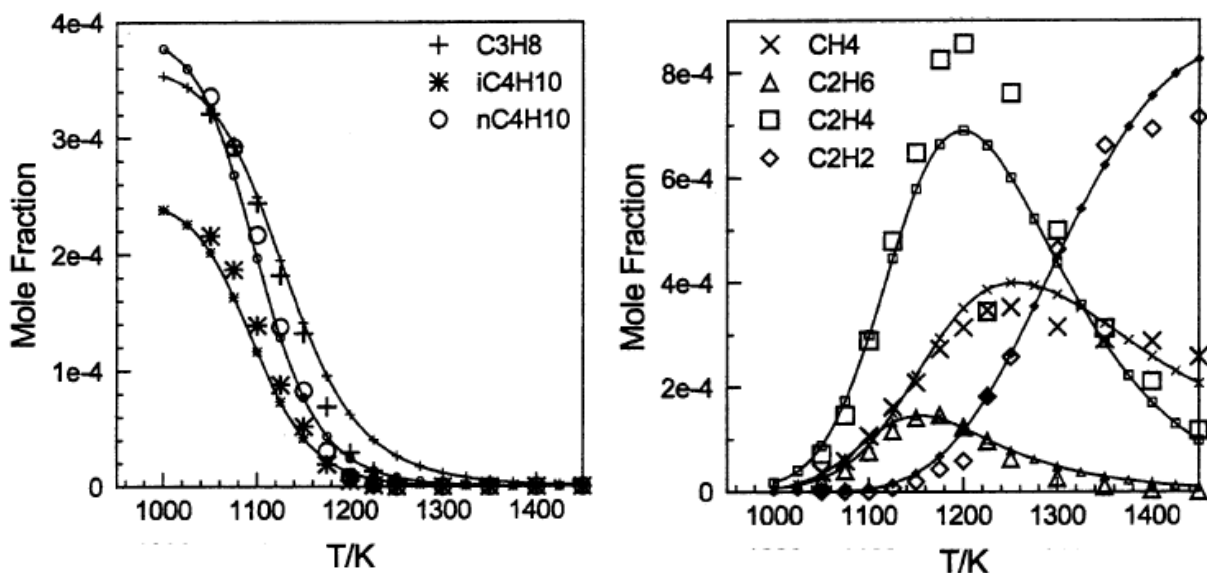 4e-4
3e-4
2e-4
1e-4
0
Mole Fraction
C3H8
iC4H10
nC4H10
1000 1100 1200 1300 1400
T/K
8e-4
6e-4
4e-4
2e-4
0
Mole Fraction
CH4
C2H6
C2H4
C2H2
1000 1100 1200 1300 1400
T/K